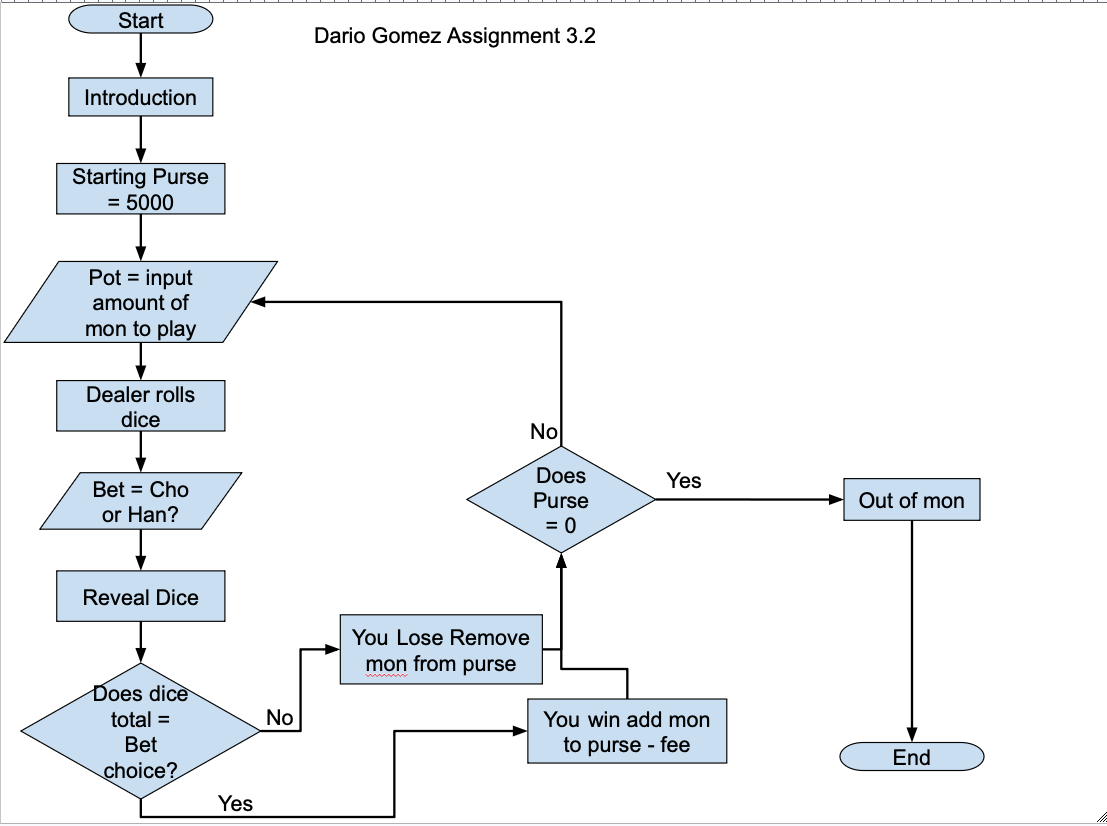 Start
Dario Gomez Assignment 3.2
Introduction
Starting Purse
= 5000
Pot = input
amount of
mon to play
Dealer rolls
dice
Bet = Cho
or Han?
Reveal Dice
Does dice
total =
Bet
choice?
No
Yes
You Lose Remove
mon from purse
You win add mon
to purse - fee
Does
Purse
= 0
No
Yes
Out of mon
End